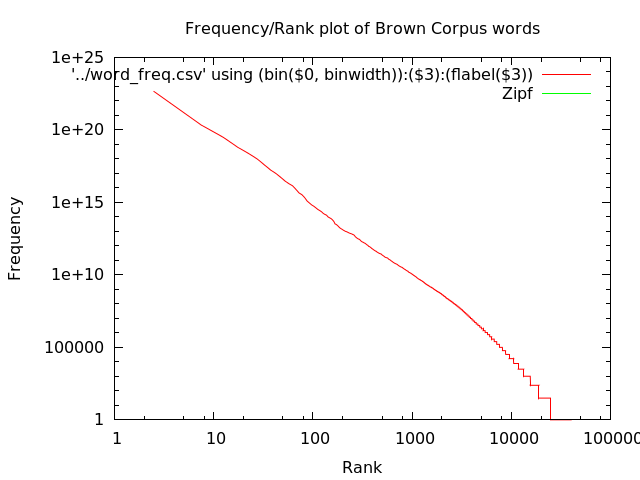 Frequency/Rank plot of Brown Corpus words
1e+25
'../word_freq.csv' using (bin($0, binwidth)):($3):(flabel($3))
Zipf
1e+20
1e+15
Frequency
1e+10
100000
1
1 10 100 1000 10000 100000
Rank